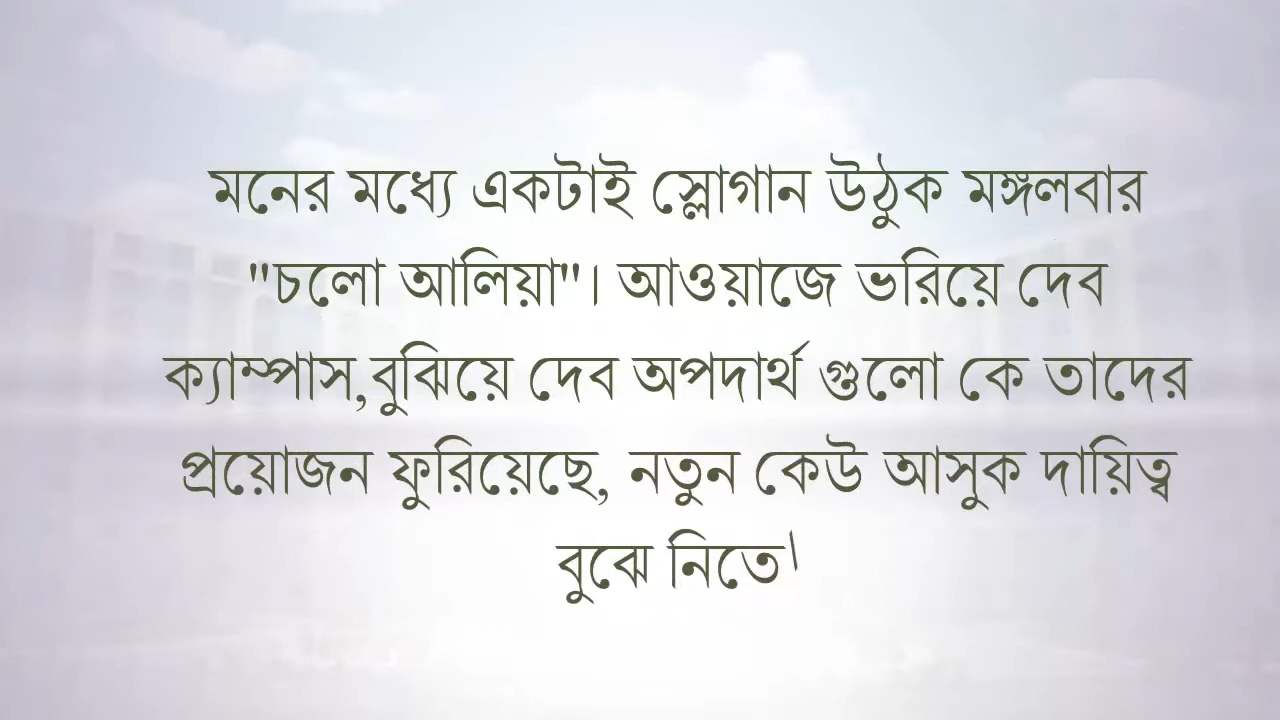 মনের মধ্যে একটাই স্লোগান উঠুক মঙ্গলবার
"চলো আলিয়া"। আওয়াজে ভরিয়ে দেব
ক্যাম্পাস,বুঝিয়ে দেব অপদার্থ গুলো কে তাদের
প্রয়োজন ফুরিয়েছে, নতুন কেউ আসুক দায়িত্ব
বুঝে নিতে।